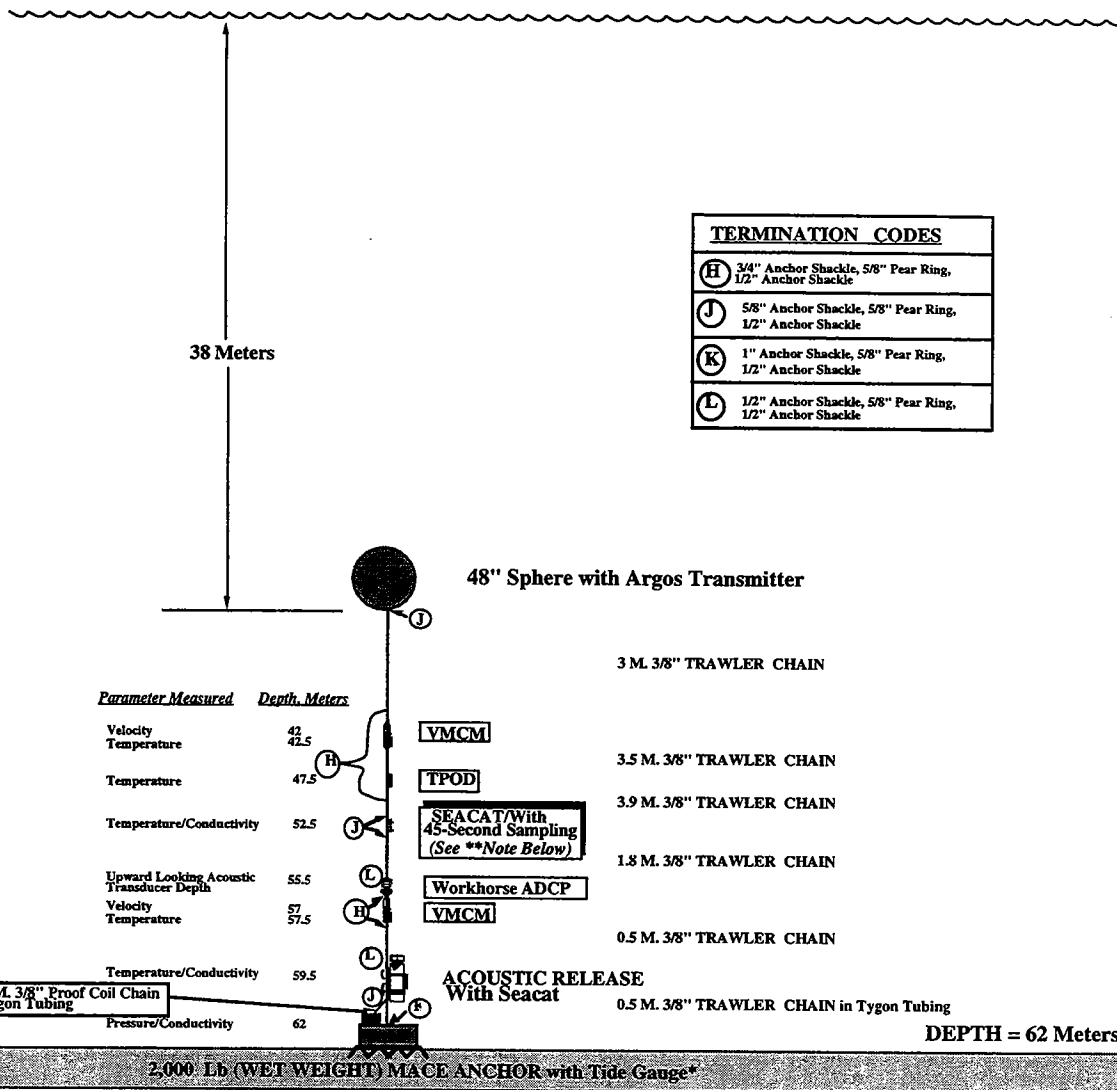 TERMINATION CODES
H 3/4" Anchor Shackle, 5/8" Pear Ring,
1/2" Anchor Shackle
J 5/8" Anchor Shackle, 5/8" Pear Ring,
1/2" Anchor Shackle
K 1" Anchor Shackle, 5/8" Pear Ring,
1/2" Anchor Shackle
L 1/2" Anchor Shackle, 5/8" Pear Ring,
1/2" Anchor Shackle
38 Meters
48" Sphere with Argos Transmitter
J
3 M. 3/8" TRAWLER CHAIN
Parameter Measured Depth, Meters
Velocity 42
Temperature 42.5
VMCM
H
3.5 M. 3/8" TRAWLER CHAIN
Temperature 47.5
TPOD
3.9 M. 3/8" TRAWLER CHAIN
Temperature/Conductivity 52.5
J
SEACAT/With
45-Second Sampling
(See **Note Below)
1.8 M. 3/8" TRAWLER CHAIN
Upward Looking Acoustic
Transducer Depth 55.5
L
Workhorse ADCP
Velocity 57
Temperature 57.5
H
VMCM
0.5 M. 3/8" TRAWLER CHAIN
L
Temperature/Conductivity 59.5
ACOUSTIC RELEASE
With Seacat
M. 3/8" Proof Coil Chain
Tubing
J
0.5 M. 3/8" TRAWLER CHAIN in Tygon Tubing
Pressure/Conductivity 62
DEPTH = 62 Meters
2,000 Lb (WET WEIGHT) MACE ANCHOR with Tide Gauge*